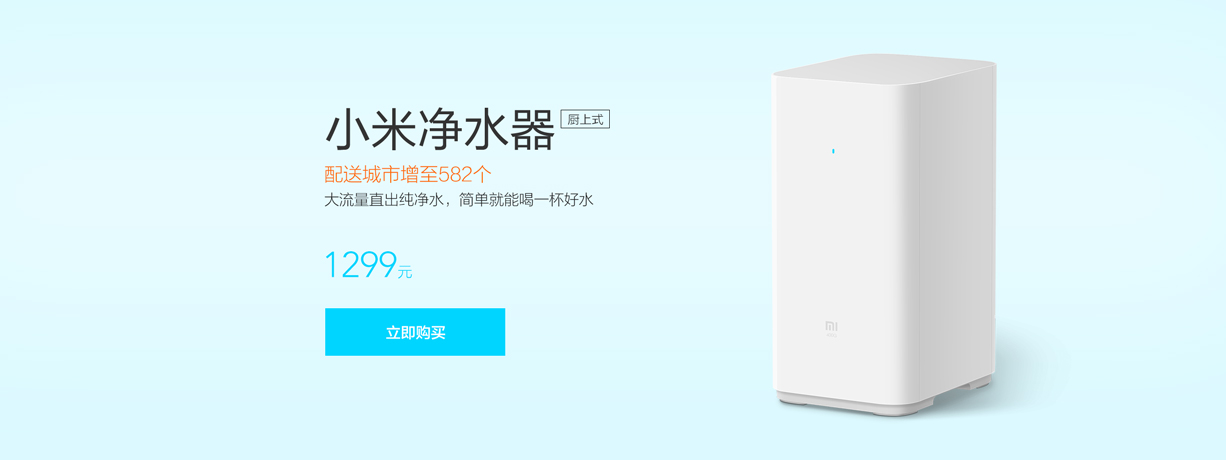 小米净水器 厨上式
配送城市增至582个
大流量直出纯净水，简单就能喝一杯好水
1299元
立即购买
MI